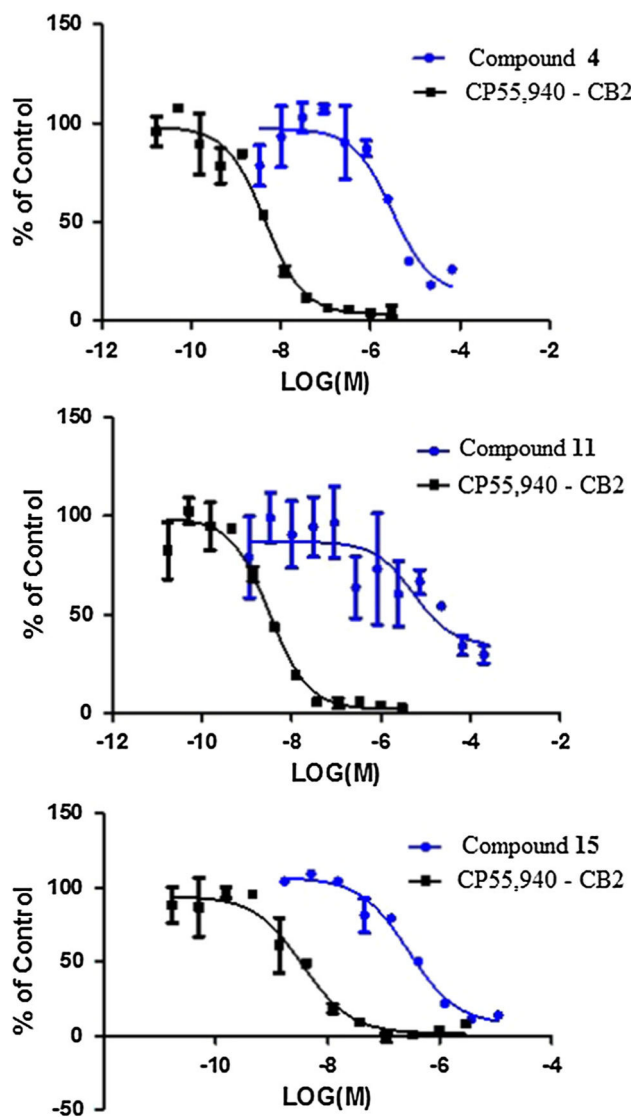 Compound 4
CP55,940 - CB2
% of Control
150
100
50
0
-12 -10 -8 -6 -4 -2
LOG(M)
Compound 11
CP55,940 - CB2
% of Control
150
100
50
0
-12 -10 -8 -6 -4 -2
LOG(M)
Compound 15
CP55,940 - CB2
% of Control
150
100
50
0
-50
-10 -8 -6 -4
LOG(M)